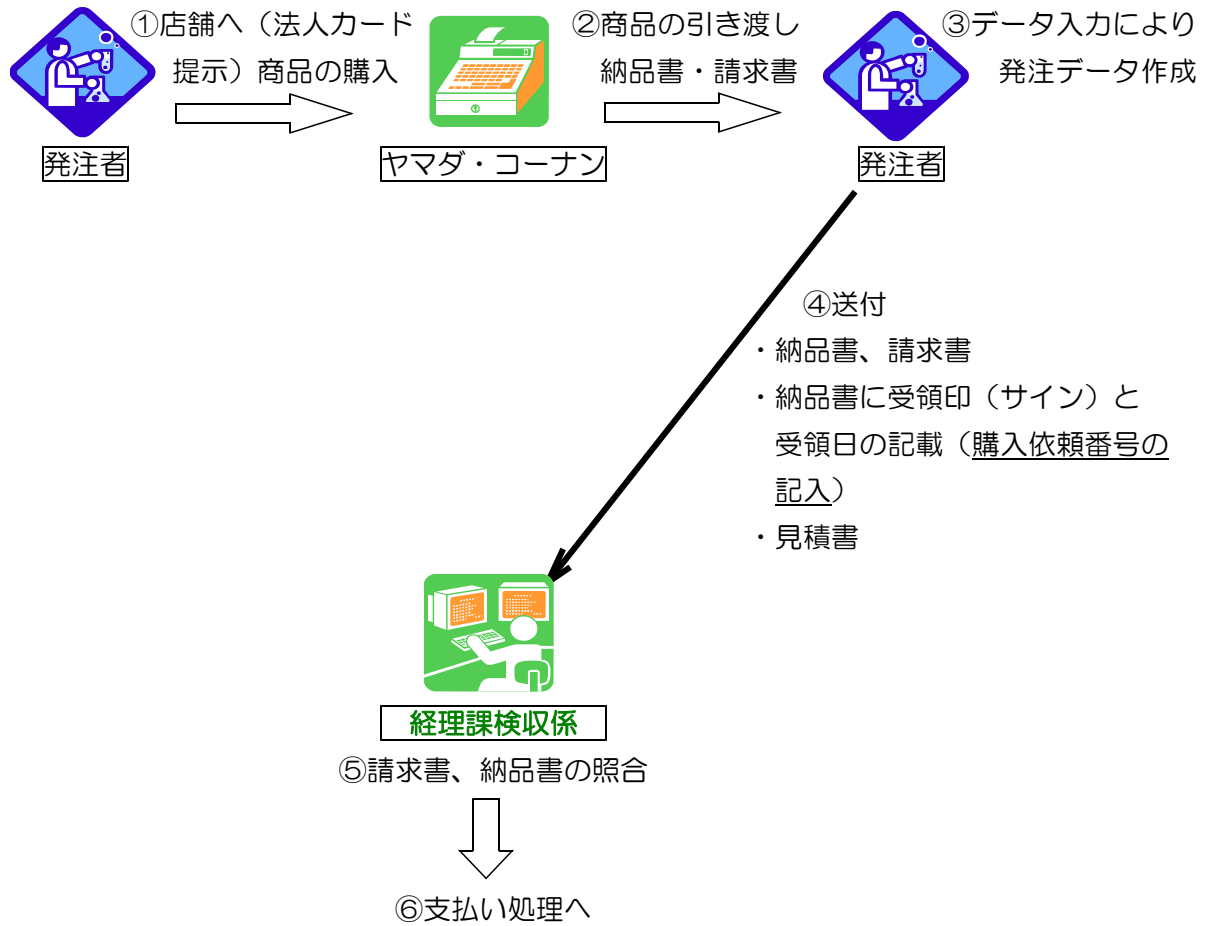 ①店舗へ（法人カード
提示）商品の購入
②商品の引き渡し
納品書・請求書
③データ入力により
発注データ作成
発注者
ヤマダ・コーナン
発注者
④送付
・納品書、請求書
・納品書に受領印（サイン）と
受領日の記載（購入依頼番号の
記入）
・見積書
経理課検収係
⑤請求書、納品書の照合
⑥支払い処理へ